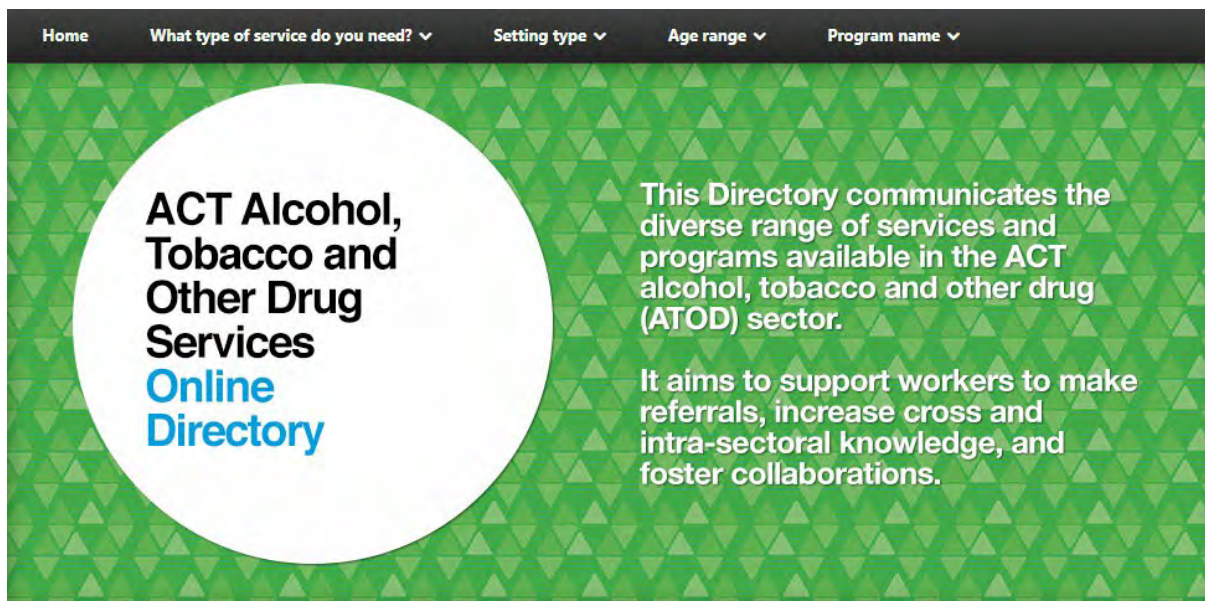 Home What type of service do you need? Setting type Age range Program name
ACT Alcohol,
Tobacco and
Other Drug
Services
Online
Directory
This Directory communicates the
diverse range of services and
programs available in the ACT
alcohol, tobacco and other drug
(ATOD) sector.
It aims to support workers to make
referrals, increase cross and
intra-sectoral knowledge, and
foster collaborations.